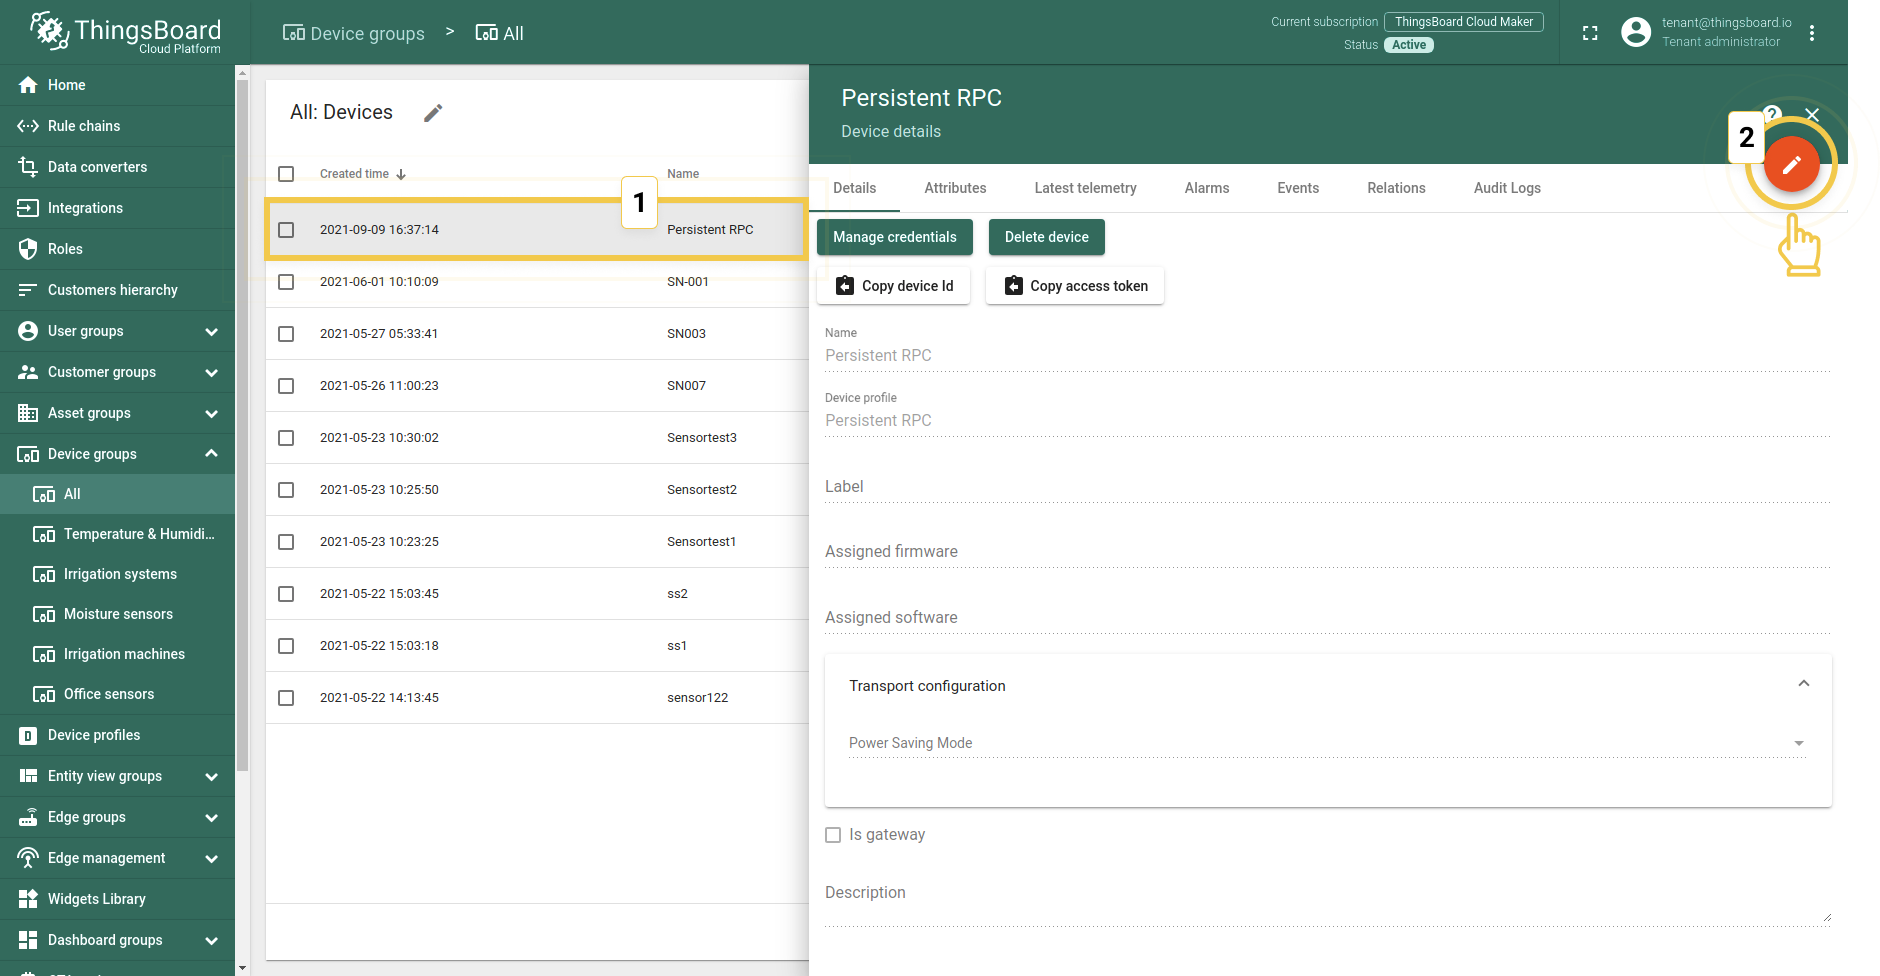 ThingsBoard
Cloud Platform
Device groups > All
Current subscription ThingsBoard Cloud Maker
Status Active
tenant@thingsboard.io
Tenant administrator
Home
Rule chains
Data converters
Integrations
Roles
Customers hierarchy
User groups
Customer groups
Asset groups
Device groups
All
Temperature & Humidi...
Irrigation systems
Moisture sensors
Irrigation machines
Office sensors
Device profiles
Entity view groups
Edge groups
Edge management
Widgets Library
Dashboard groups
All: Devices
Created time Name
1
2021-09-09 16:37:14 Persistent RPC
2021-06-01 10:10:09 SN-001
2021-05-27 05:33:41 SN003
2021-05-26 11:00:23 SN007
2021-05-23 10:30:02 Sensortest3
2021-05-23 10:25:50 Sensortest2
2021-05-23 10:23:25 Sensortest1
2021-05-22 15:03:45 ss2
2021-05-22 15:03:18 ss1
2021-05-22 14:13:45 sensor122
Persistent RPC
Device details
?
2
Details Attributes Latest telemetry Alarms Events Relations Audit Logs
Manage credentials Delete device
Copy device Id Copy access token
Name
Persistent RPC
Device profile
Persistent RPC
Label
Assigned firmware
Assigned software
Transport configuration
Power Saving Mode
Is gateway
Description